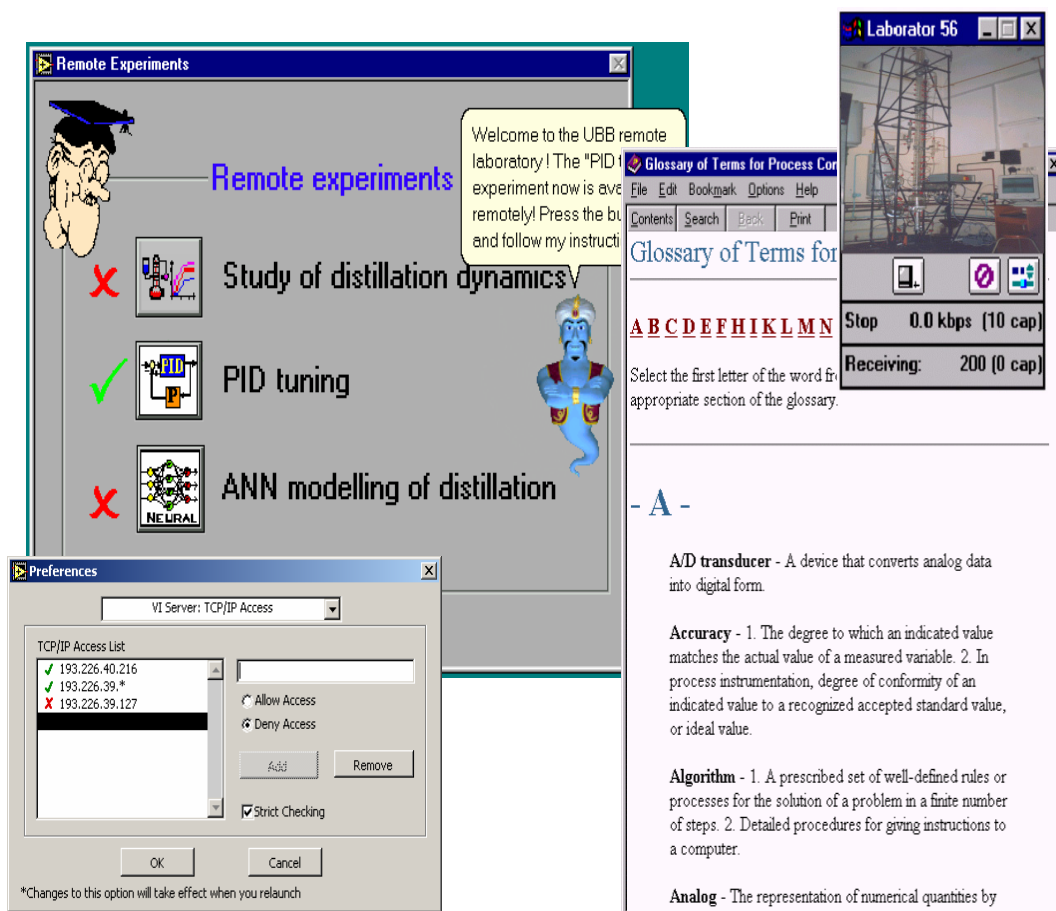 Remote Experiments
Remote experiments
Welcome to the UBB remote
laboratory ! The "PID
experiment now is
remotely! Press the
and follow my
Study of distillation dynamics
PID
P
PID tuning
NEURAL
ANN modelling of distillation
Preferences
VI Server: TCP/IP Access
TCP/IP Access List
193.226.40.216
193.226.39.*
193.226.39.127
Allow Access
Deny Access
Add
Remove
Strict Checking
OK
Cancel
*Changes to this option will take effect when you relaunch
Glossary of Terms for Process
File Edit Bookmark Options Help
Contents Search Back Print
Glossary of Terms for
A B C D E F H I K L M N
Select the first letter of the word
appropriate section of the glossary.
- A -
A/D transducer - A device that converts analog data
into digital form.
Accuracy - 1. The degree to which an indicated value
matches the actual value of a measured variable. 2. In
process instrumentation, degree of conformity of an
indicated value to a recognized accepted standard value,
or ideal value.
Algorithm - 1. A prescribed set of well-defined rules or
processes for the solution of a problem in a finite number
of steps. 2. Detailed procedures for giving instructions to
a computer.
Analog - The representation of numerical quantities by
Laborator 56
Stop 0.0 kbps (10 cap)
Receiving: 200 (0 cap)